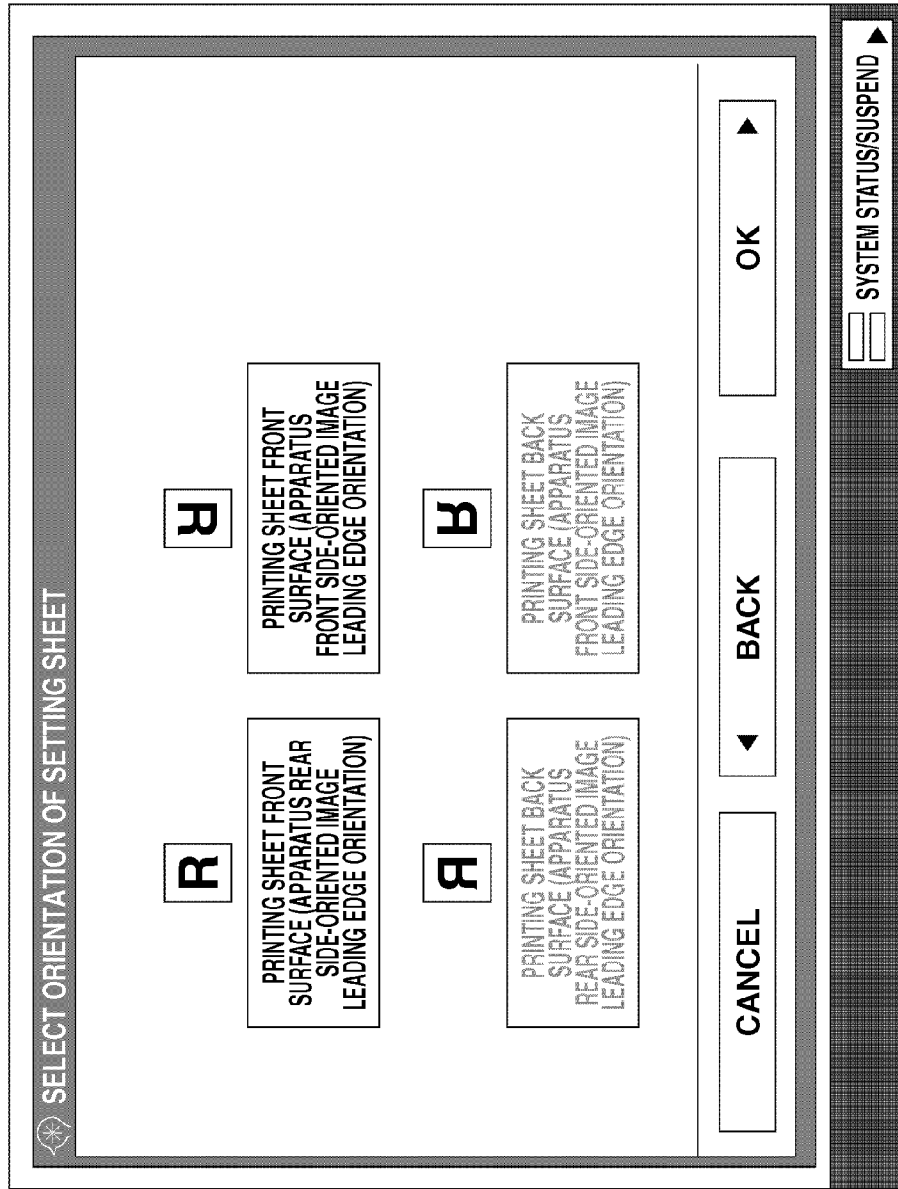 SELECT ORIENTATION OF SETTING SHEET
R
PRINTING SHEET FRONT
SURFACE (APPARATUS REAR
SIDE-ORIENTED IMAGE
LEADING EDGE ORIENTATION)
R
PRINTING SHEET FRONT
SURFACE (APPARATUS
FRONT SIDE-ORIENTED IMAGE
LEADING EDGE ORIENTATION)
R
PRINTING SHEET BACK
SURFACE (APPARATUS
REAR SIDE-ORIENTED IMAGE
LEADING EDGE ORIENTATION)
R
PRINTING SHEET BACK
SURFACE (APPARATUS
FRONT SIDE-ORIENTED IMAGE
LEADING EDGE ORIENTATION)
CANCEL
BACK
OK
SYSTEM STATUS/SUSPEND